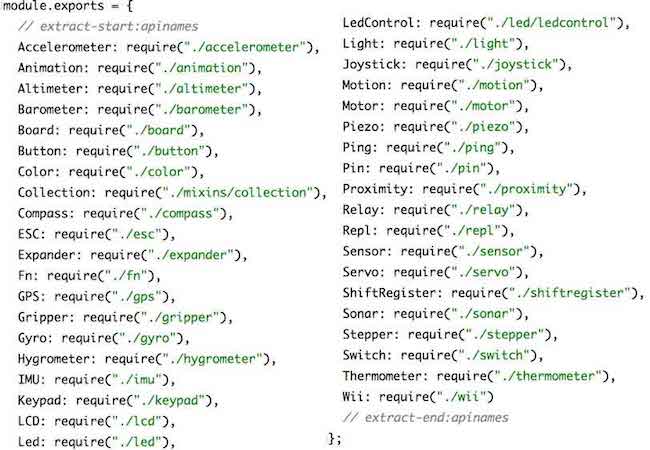 module.exports = {
// extract-start:apinames
Accelerometer: require("./accelerometer"),
Animation: require("./animation"),
Altimeter: require("./altimeter"),
Barometer: require("./barometer"),
Board: require("./board"),
Button: require("./button"),
Color: require("./color"),
Collection: require("./mixins/collection"),
Compass: require("./compass"),
ESC: require("./esc"),
Expander: require("./expander"),
Fn: require("./fn"),
GPS: require("./gps"),
Gripper: require("./gripper"),
Gyro: require("./gyro"),
Hygrometer: require("./hygrometer"),
IMU: require("./imu"),
Keypad: require("./keypad"),
LCD: require("./lcd"),
Led: require("./led"),
LedControl: require("./led/ledcontrol"),
Light: require("./light"),
Joystick: require("./joystick"),
Motion: require("./motion"),
Motor: require("./motor"),
Piezo: require("./piezo"),
Ping: require("./ping"),
Pin: require("./pin"),
Proximity: require("./proximity"),
Relay: require("./relay"),
Repl: require("./repl"),
Sensor: require("./sensor"),
Servo: require("./servo"),
ShiftRegister: require("./shiftregister"),
Sonar: require("./sonar"),
Stepper: require("./stepper"),
Switch: require("./switch"),
Thermometer: require("./thermometer"),
Wii: require("./wii")
// extract-end:apinames
};